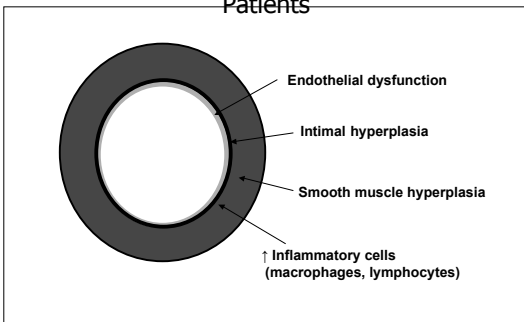 Patients
Endothelial dysfunction
Intimal hyperplasia
Smooth muscle hyperplasia
↑ Inflammatory cells
(macrophages, lymphocytes)